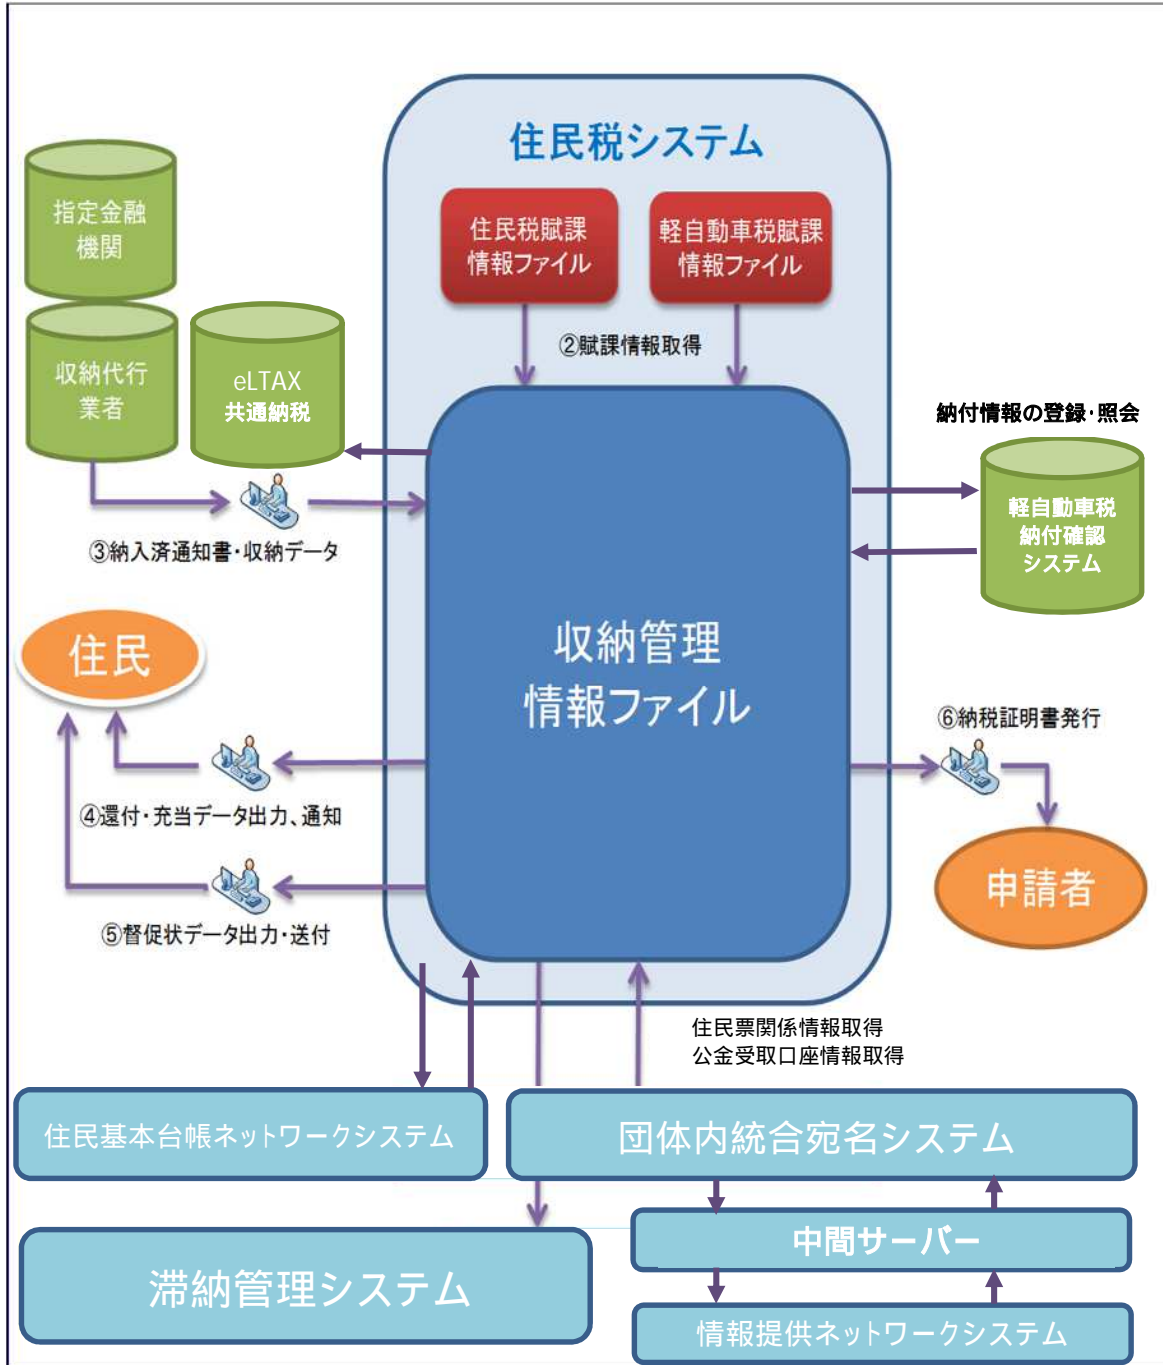 住民税システム
住民税賦課
情報ファイル
軽自動車税賦課
情報ファイル
②賦課情報取得
指定金融
機関
収納代行
業者
eLTAX
共通納税
③納入済通知書・収納データ
納付情報の登録・照会
軽自動車税
納付確認
システム
収納管理
情報ファイル
住民
④還付・充当データ出力、通知
⑤督促状データ出力・送付
⑥納税証明書発行
申請者
住民票関係情報取得
公金受取口座情報取得
住民基本台帳ネットワークシステム
団体内統合宛名システム
中間サーバー
滞納管理システム
情報提供ネットワークシステム